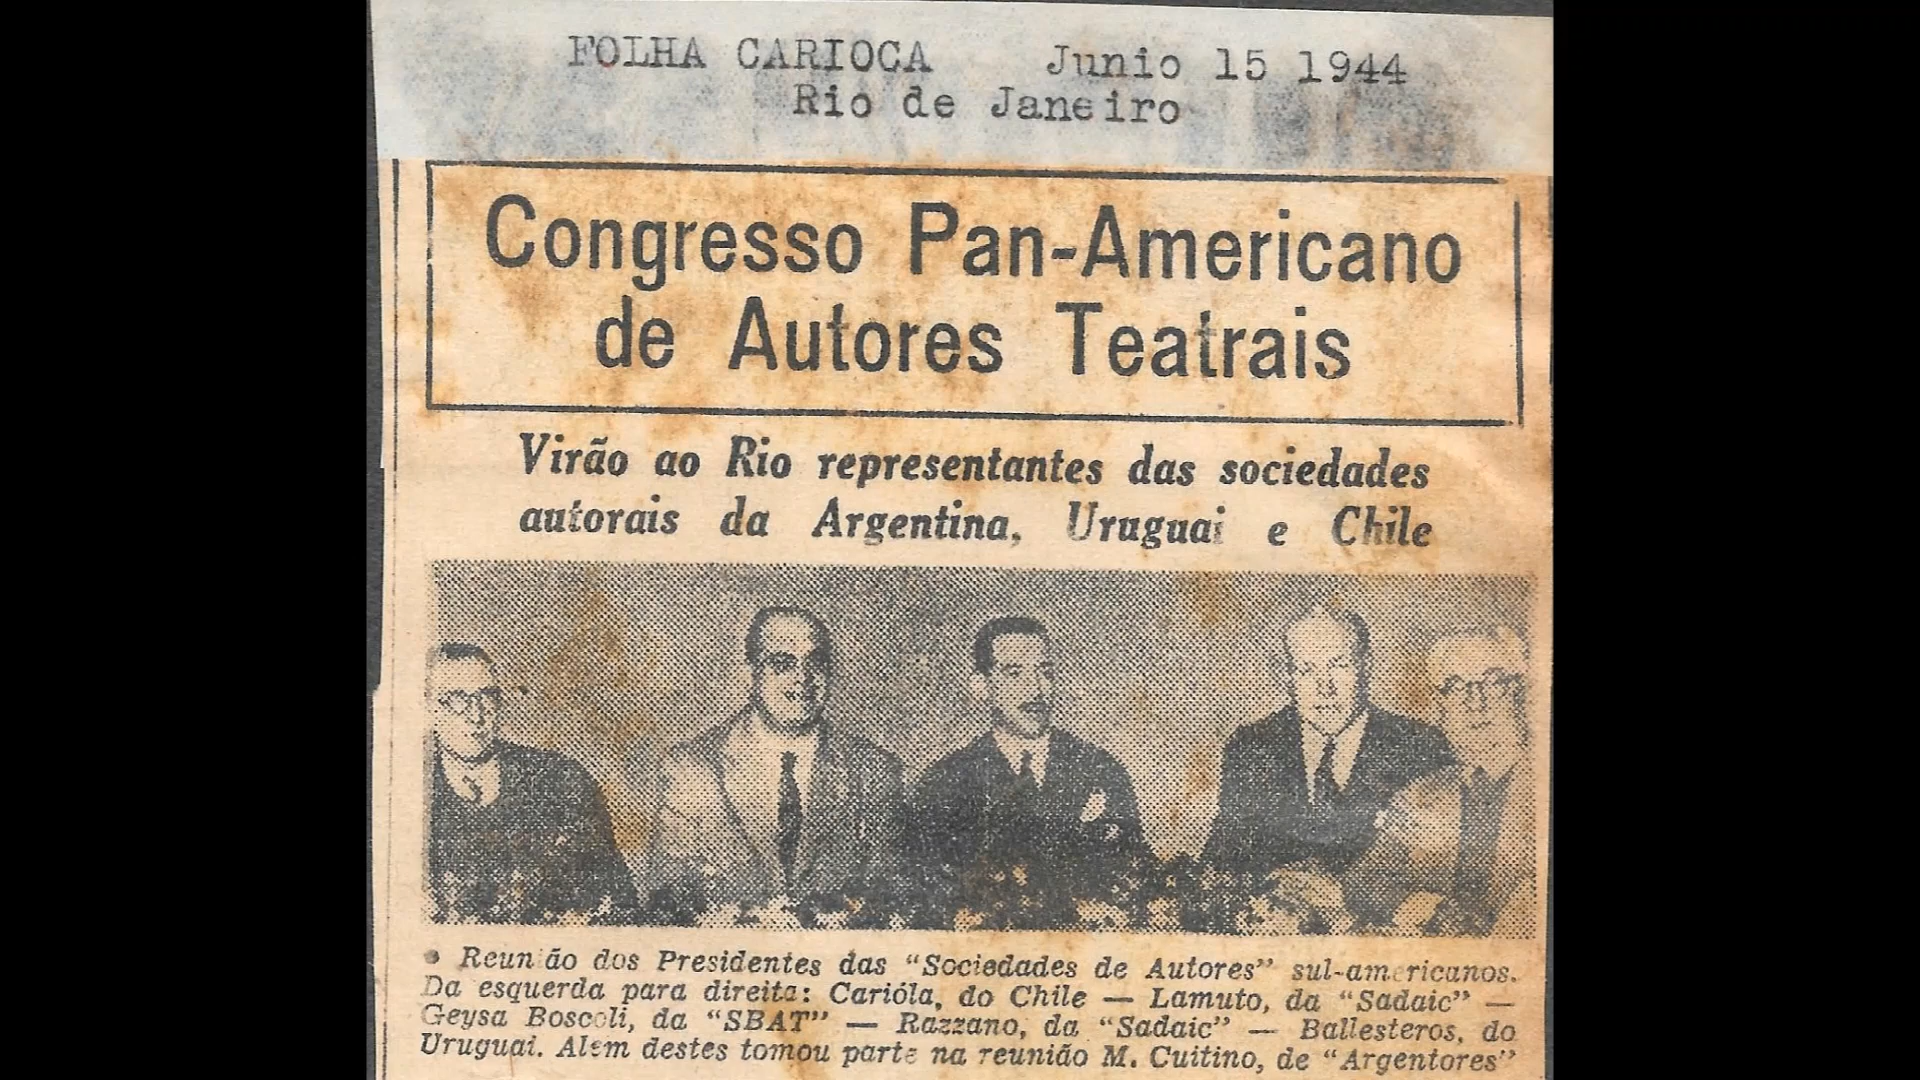 FOLHA CARIOCA Junio 15 1944
Rio de Janeiro
Congresso Pan-Americano
de Autores Teatrais
Virão ao Rio representantes das sociedades
autorais da Argentina, Uruguai e Chile
• Reunião dos Presidentes das "Sociedades de Autores" sul-americanos.
Da esquerda para direita: Carióla, do Chile — Lamuto, da "Sadaic" —
Geysa Boscoli, da "SBAT" — Razzano, da "Sadaic" — Ballesteros, do
Uruguai. Alem destes tomou parte na reunião M. Cuitino, de "Argentores"